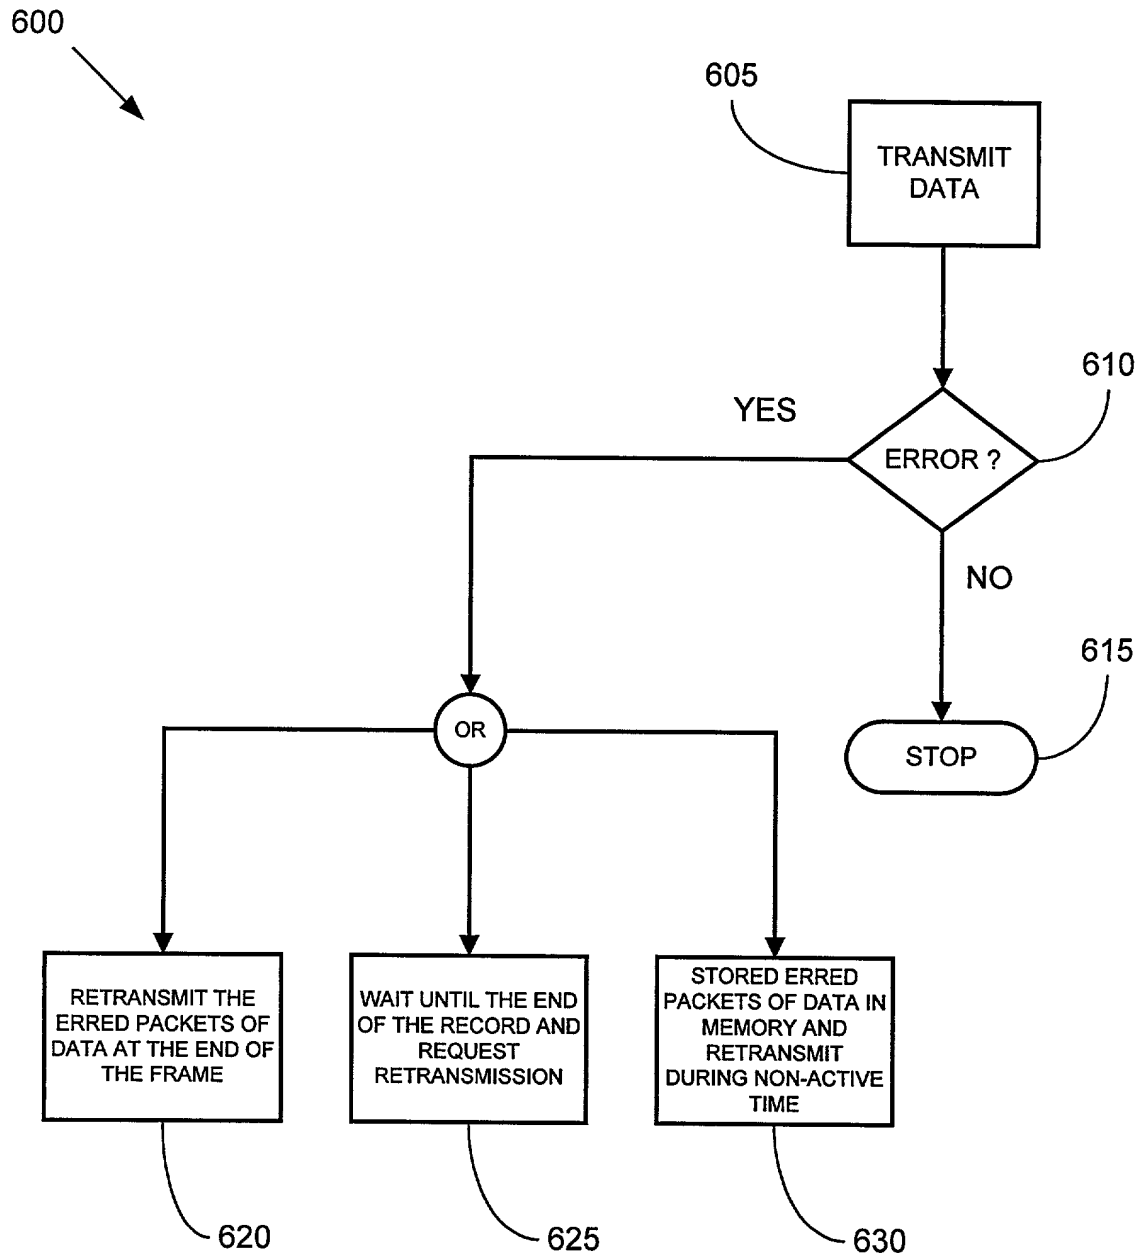 600
605
TRANSMIT
DATA
610
YES
ERROR ?
NO
615
OR
STOP
RETRANSMIT THE
ERRED PACKETS OF
DATA AT THE END OF
THE FRAME
WAIT UNTIL THE END
OF THE RECORD AND
REQUEST
RETRANSMISSION
STORED ERRED
PACKETS OF DATA IN
MEMORY AND
RETRANSMIT
DURING NON-ACTIVE
TIME
620
625
630